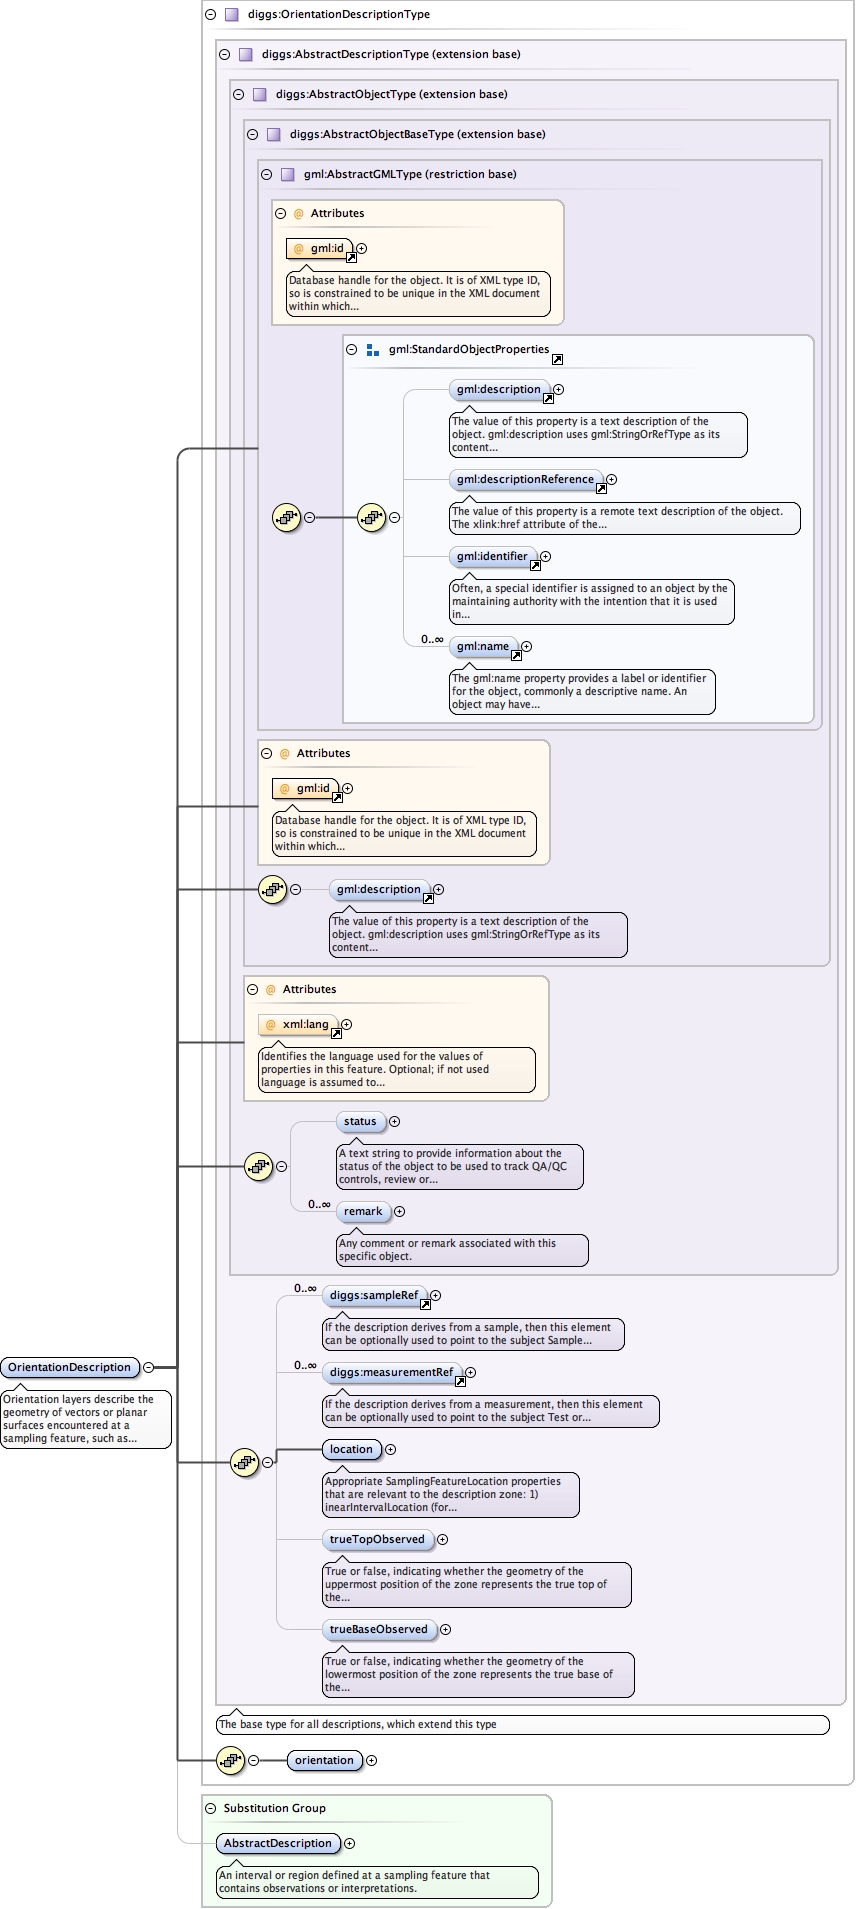 diggs:OrientationDescriptionType
diggs:AbstractDescriptionType (extension base)
diggs:AbstractObjectType (extension base)
diggs:AbstractObjectBaseType (extension base)
gml:AbstractGMLType (restriction base)
@ Attributes
@ gml:id
Database handle for the object. It is of XML type ID,
so is constrained to be unique in the XML document
within which...
gml:StandardObjectProperties
gml:description
The value of this property is a text description of the
object. gml:description uses gml:StringOrRefType as its
content...
gml:descriptionReference
The value of this property is a remote text description of the object.
The xlink:href attribute of the...
gml:identifier
Often, a special identifier is assigned to an object by the
maintaining authority with the intention that it is used
in...
0..∞
gml:name
The gml:name property provides a label or identifier
for the object, commonly a descriptive name. An
object may have...
@ Attributes
@ gml:id
Database handle for the object. It is of XML type ID,
so is constrained to be unique in the XML document
within which...
gml:description
The value of this property is a text description of the
object. gml:description uses gml:StringOrRefType as its
content...
@ Attributes
@ xml:lang
Identifies the language used for the values of
properties in this feature. Optional; if not used
language is assumed to...
status
A text string to provide information about the
status of the object to be used to track QA/QC
controls, review or...
0..∞
remark
Any comment or remark associated with this
specific object.
0..∞
diggs:sampleRef
If the description derives from a sample, then this element
can be optionally used to point to the subject Sample...
0..∞
diggs:measurementRef
If the description derives from a measurement, then this element
can be optionally used to point to the subject Test or...
OrientationDescription
Orientation layers describe the
geometry of vectors or planar
surfaces encountered at a
sampling feature, such as...
location
Appropriate SamplingFeatureLocation properties
that are relevant to the description zone: 1)
inearIntervalLocation (for...
trueTopObserved
True or false, indicating whether the geometry of the
uppermost position of the zone represents the true top of
the...
trueBaseObserved
True or false, indicating whether the geometry of the
lowermost position of the zone represents the true base of
the...
The base type for all descriptions, which extend this type
orientation
Substitution Group
AbstractDescription
An interval or region defined at a sampling feature that
contains observations or interpretations.